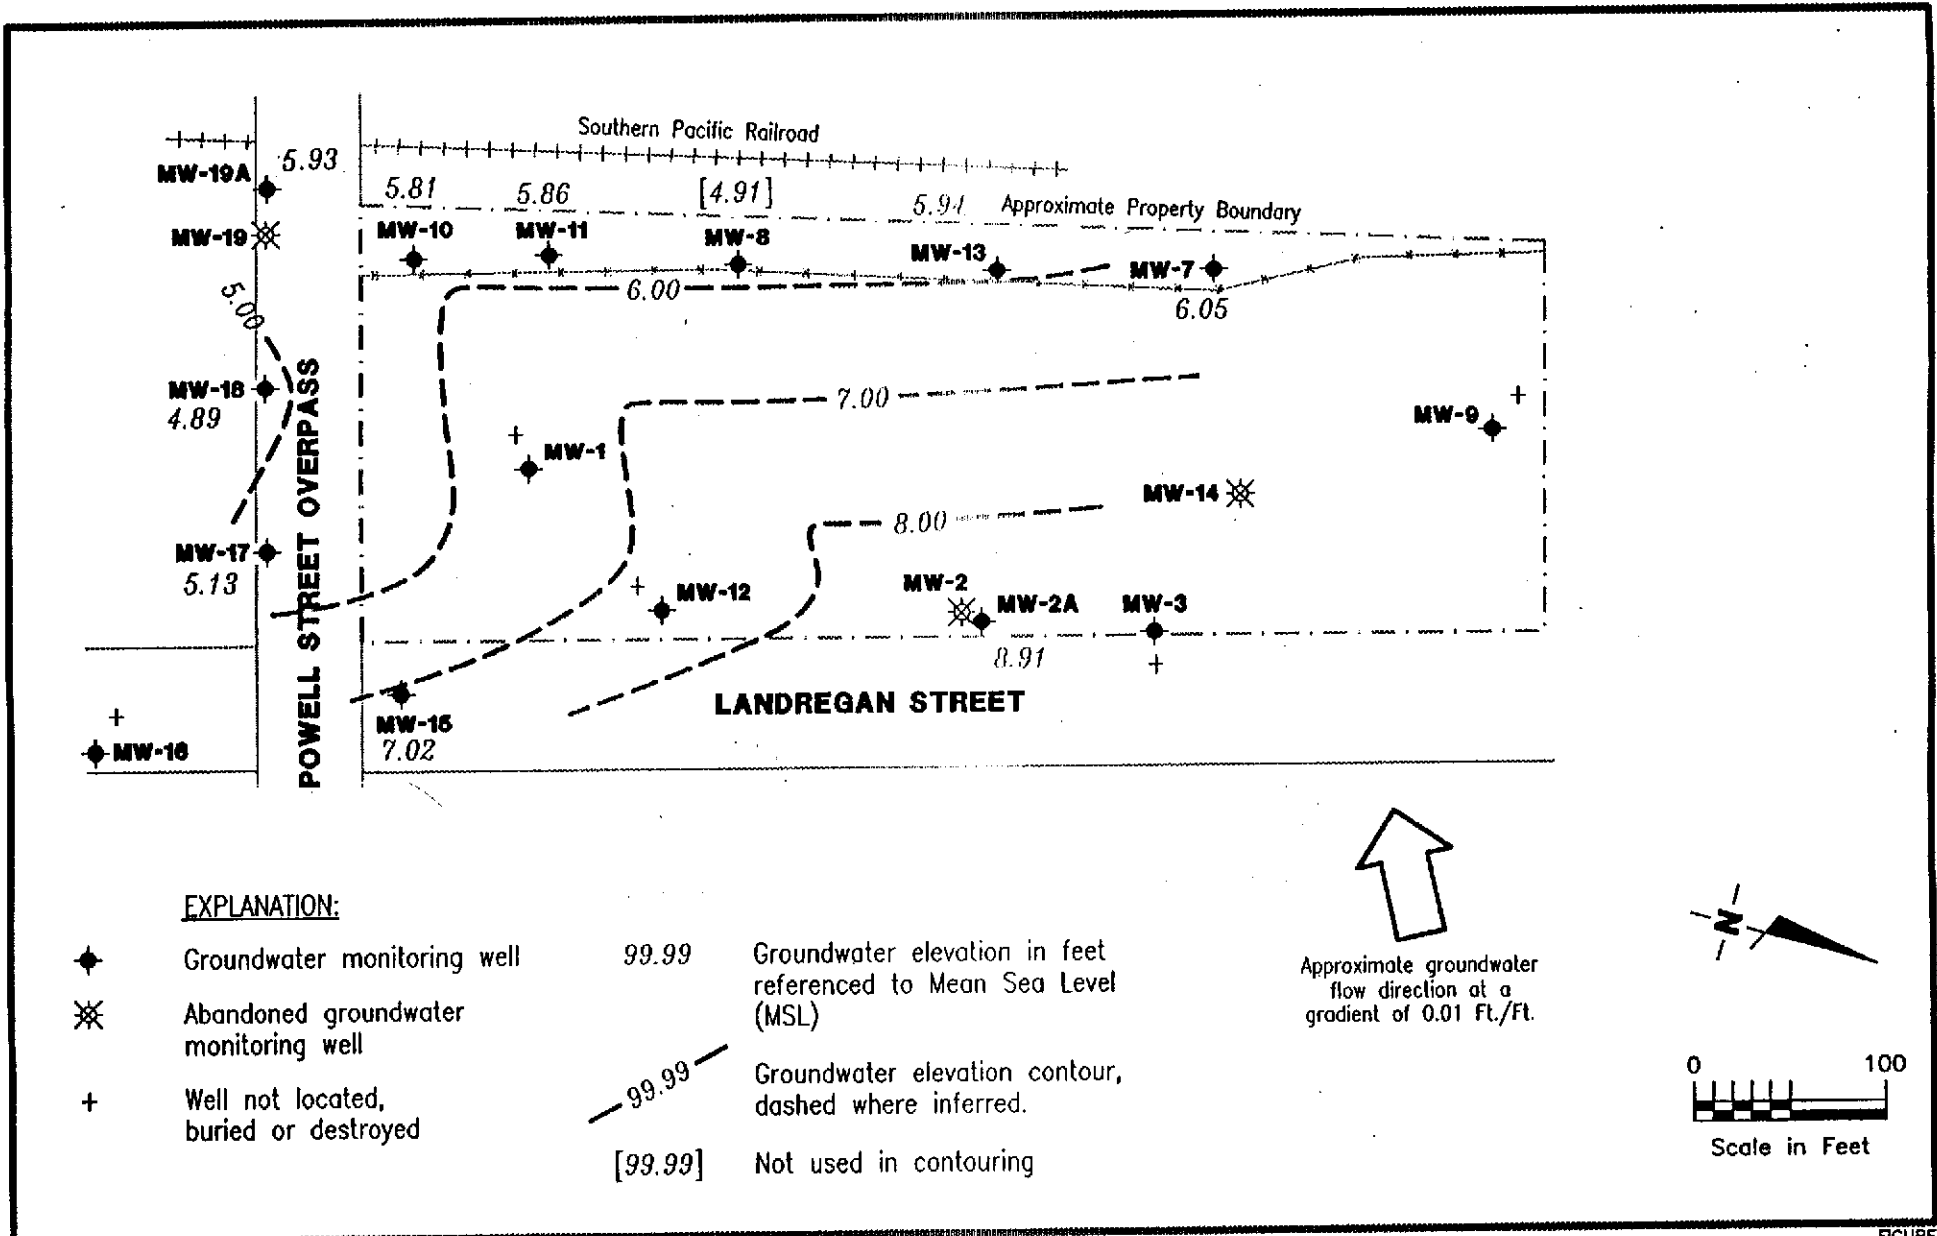 Southern Pacific Railroad
5.93
MW-19A
5.81
5.86
[4.91]
5.94
Approximate Property Boundary
MW-19
MW-10
MW-11
MW-8
MW-13
MW-7
5.00
6.00
6.05
MW-18
4.89
7.00
MW-9
+
+
MW-1
MW-14
8.00
MW-17
5.13
+
MW-12
MW-2
MW-2A
MW-3
8.91
+
POWELL STREET OVERPASS
LANDREGAN STREET
MW-15
7.02
+
MW-16
EXPLANATION:
Groundwater monitoring well
Abandoned groundwater
monitoring well
+
Well not located,
buried or destroyed
99.99
Groundwater elevation in feet
referenced to Mean Sea Level
(MSL)
99.99
Groundwater elevation contour,
dashed where inferred.
[99.99]
Not used in contouring
Approximate groundwater
flow direction at a
gradient of 0.01 Ft./Ft.
N
0 100
Scale in Feet
FIGURE